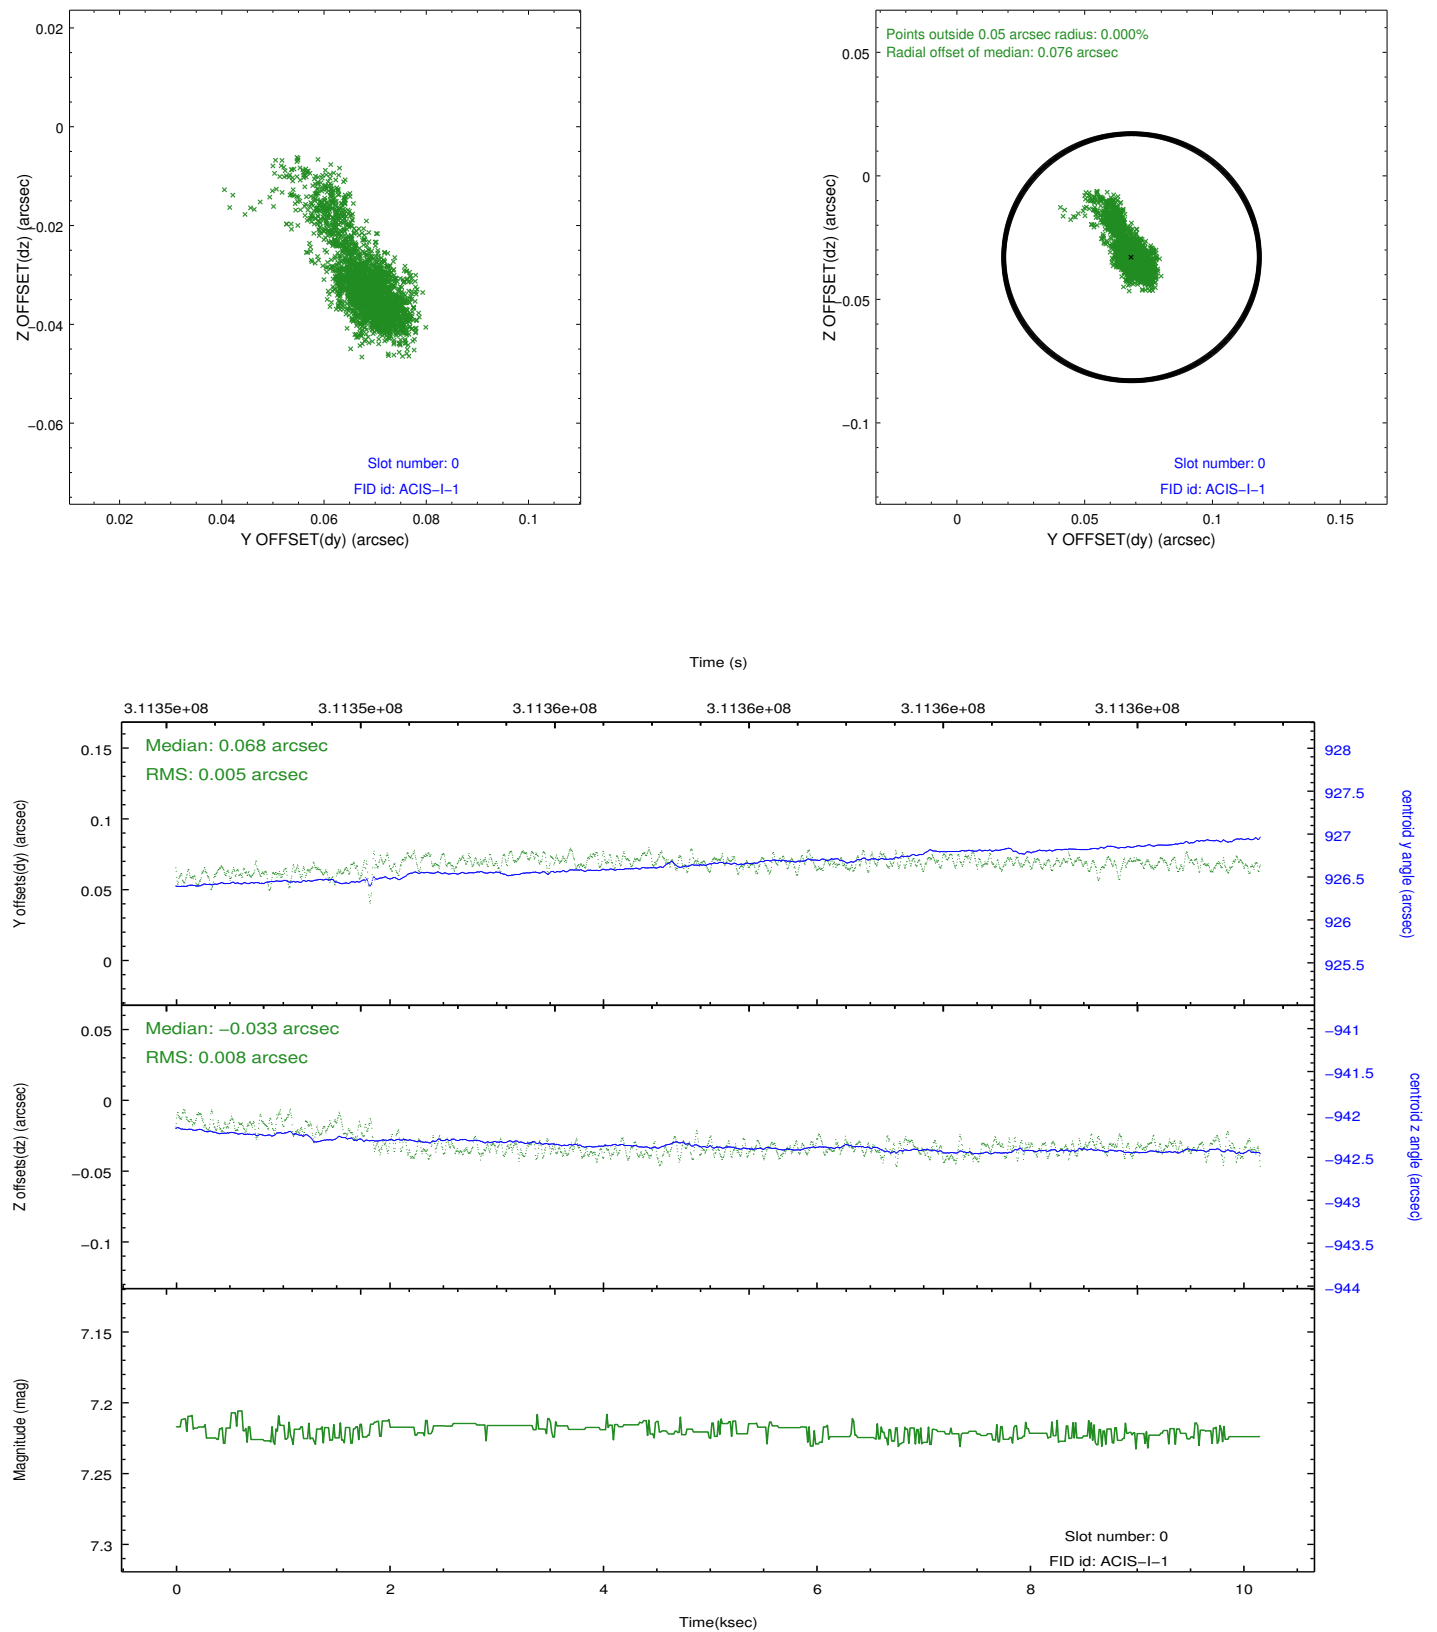 0.02
0
−0.02
−0.04
−0.06
Z OFFSET(dz) (arcsec)
Slot number: 0
FID id: ACIS−I−1
0.02 0.04 0.06 0.08 0.1
Y OFFSET(dy) (arcsec)
Points outside 0.05 arcsec radius: 0.000%
Radial offset of median: 0.076 arcsec
0.05
0
−0.05
−0.1
Z OFFSET(dz) (arcsec)
Slot number: 0
FID id: ACIS−I−1
0 0.05 0.1 0.15
Y OFFSET(dy) (arcsec)
Time (s)
3.1135e+08 3.1135e+08 3.1136e+08 3.1136e+08 3.1136e+08 3.1136e+08
Median: 0.068 arcsec
RMS: 0.005 arcsec
0.15
0.1
0.05
0
Y offsets(dy) (arcsec)
928
927.5
927
926.5
926
925.5
centroid y angle (arcsec)
Median: −0.033 arcsec
RMS: 0.008 arcsec
0.05
0
−0.05
−0.1
Z offsets(dz) (arcsec)
−941
−941.5
−942
−942.5
−943
−943.5
−944
centroid z angle (arcsec)
7.15
7.2
7.25
7.3
Magnitude (mag)
Slot number: 0
FID id: ACIS−I−1
0 2 4 6 8 10
Time(ksec)